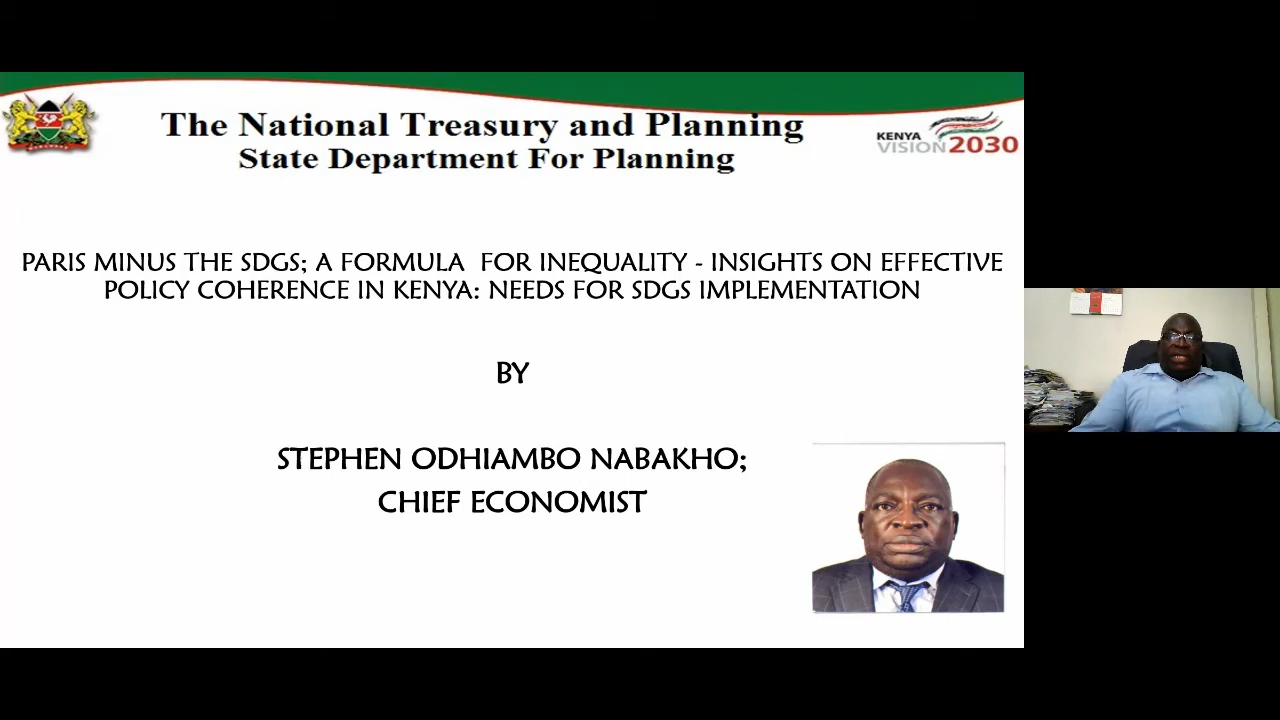 The National Treasury and Planning
State Department For Planning
KENYA
VISION 2030
PARIS MINUS THE SDGS; A FORMULA FOR INEQUALITY - INSIGHTS ON EFFECTIVE
POLICY COHERENCE IN KENYA: NEEDS FOR SDGS IMPLEMENTATION
BY
STEPHEN ODHIAMBO NABAKHO;
CHIEF ECONOMIST